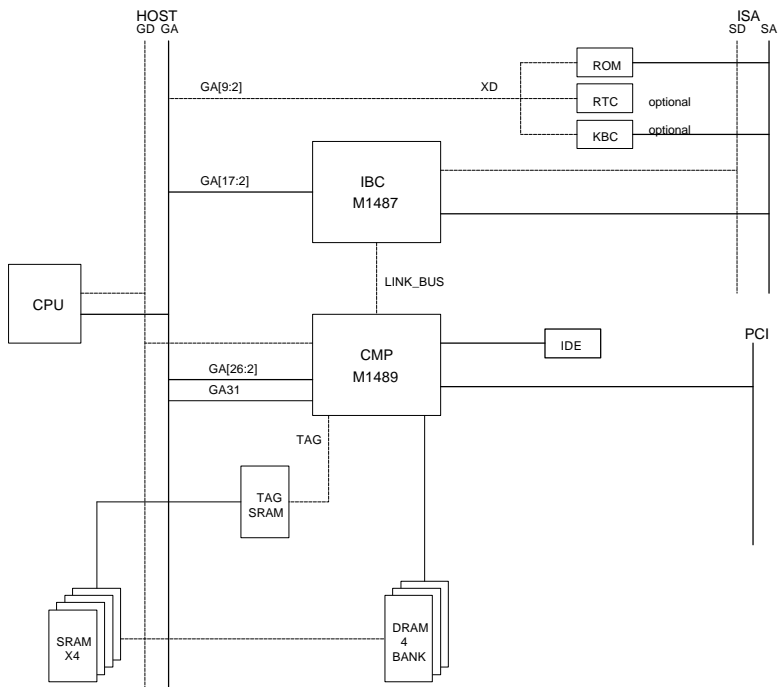 HOST
GD GA
ISA
SD SA
ROM
GA[9:2]
XD
RTC
optional
KBC
optional
GA[17:2]
IBC
M1487
LINK_BUS
CPU
CMP
M1489
IDE
PCI
GA[26:2]
GA31
TAG
TAG
SRAM
SRAM
X4
DRAM
4
BANK